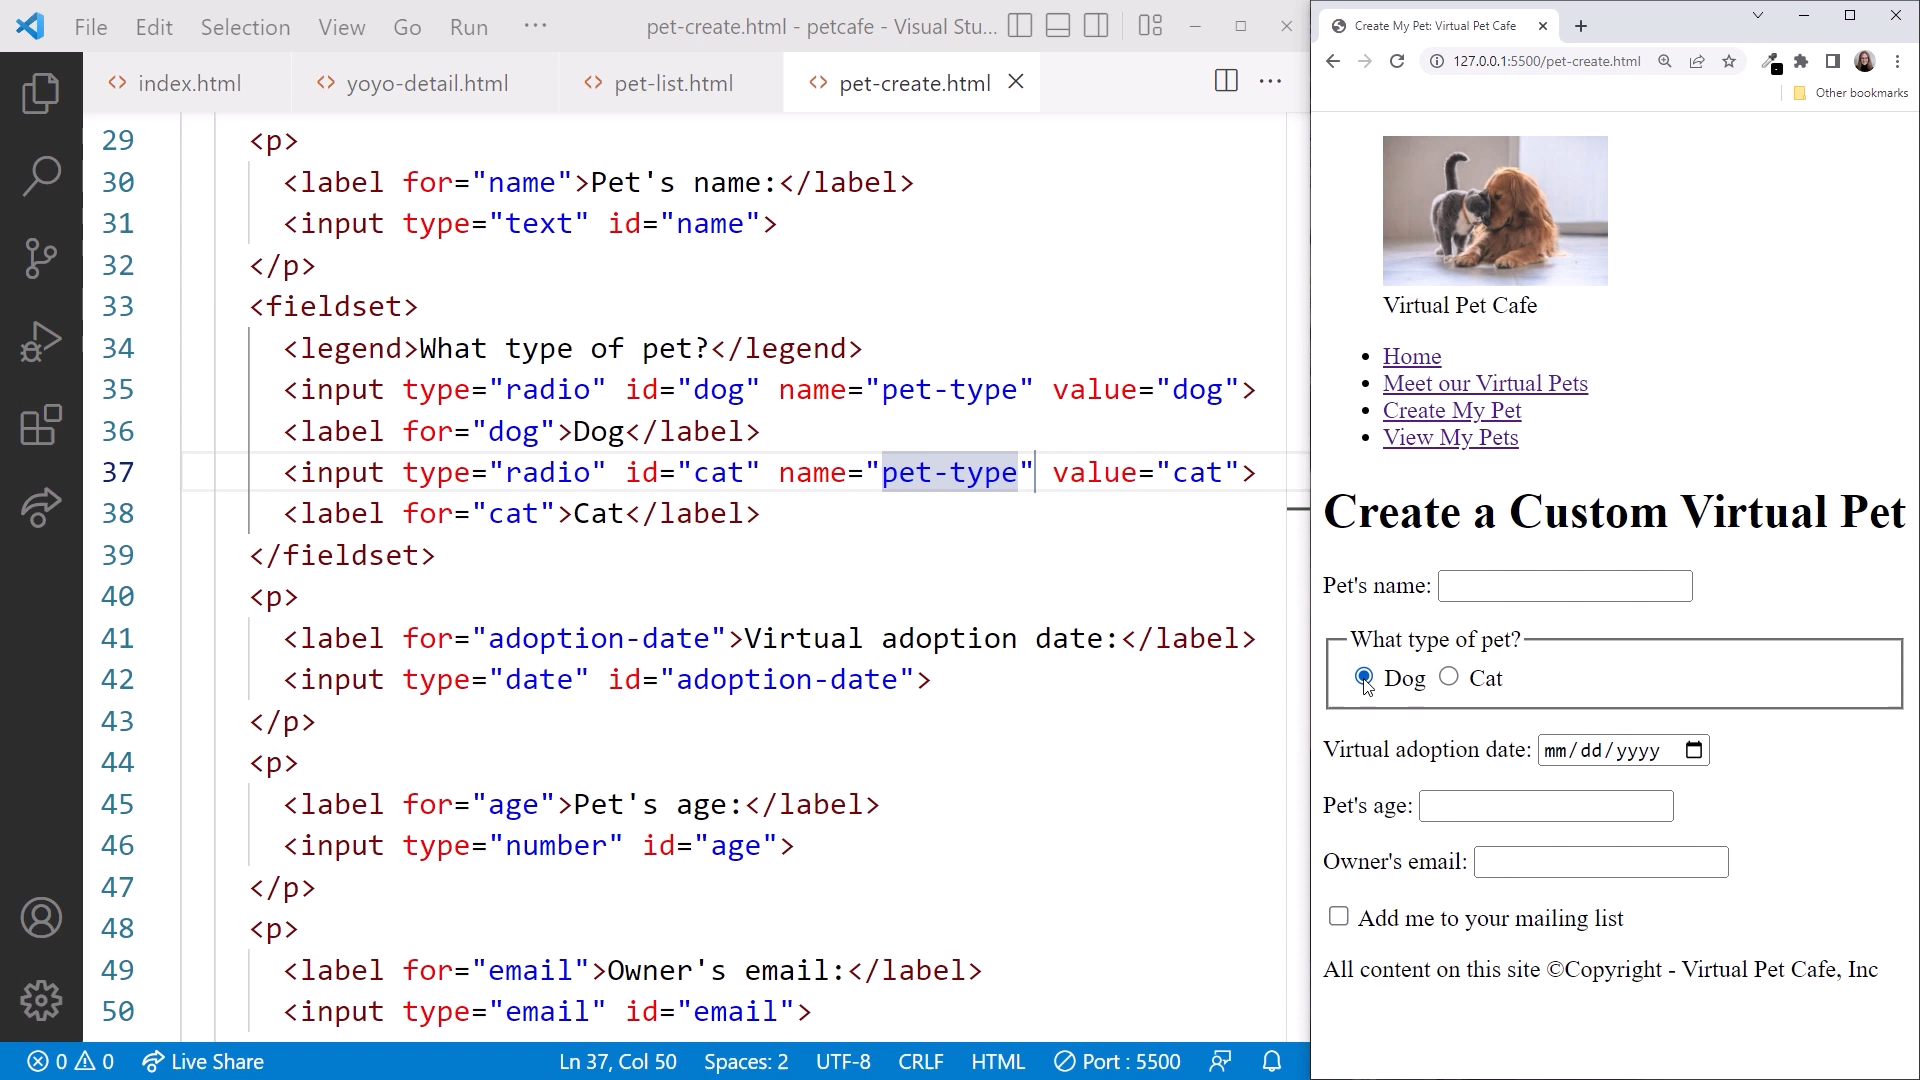 File Edit Selection View Go Run ··· pet-create.html - petcafe - Visual Stu...
index.html yoyo-detail.html pet-list.html pet-create.html
29 <p>
30 <label for="name">Pet's name:</label>
31 <input type="text" id="name">
32 </p>
33 <fieldset>
34 <legend>What type of pet?</legend>
35 <input type="radio" id="dog" name="pet-type" value="dog">
36 <label for="dog">Dog</label>
37 <input type="radio" id="cat" name="pet-type" value="cat">
38 <label for="cat">Cat</label>
39 </fieldset>
40 <p>
41 <label for="adoption-date">Virtual adoption date:</label>
42 <input type="date" id="adoption-date">
43 </p>
44 <p>
45 <label for="age">Pet's age:</label>
46 <input type="number" id="age">
47 </p>
48 <p>
49 <label for="email">Owner's email:</label>
50 <input type="email" id="email">
0 0 Live Share Ln 37, Col 50 Spaces: 2 UTF-8 CRLF HTML Port : 5500
Create My Pet: Virtual Pet Cafe
127.0.0.1:5500/pet-create.html
Other bookmarks
Virtual Pet Cafe
Home
Meet our Virtual Pets
Create My Pet
View My Pets
Create a Custom Virtual Pet
Pet's name:
What type of pet?
Dog Cat
Virtual adoption date: mm/dd/yyyy
Pet's age:
Owner's email:
Add me to your mailing list
All content on this site ©Copyright - Virtual Pet Cafe, Inc